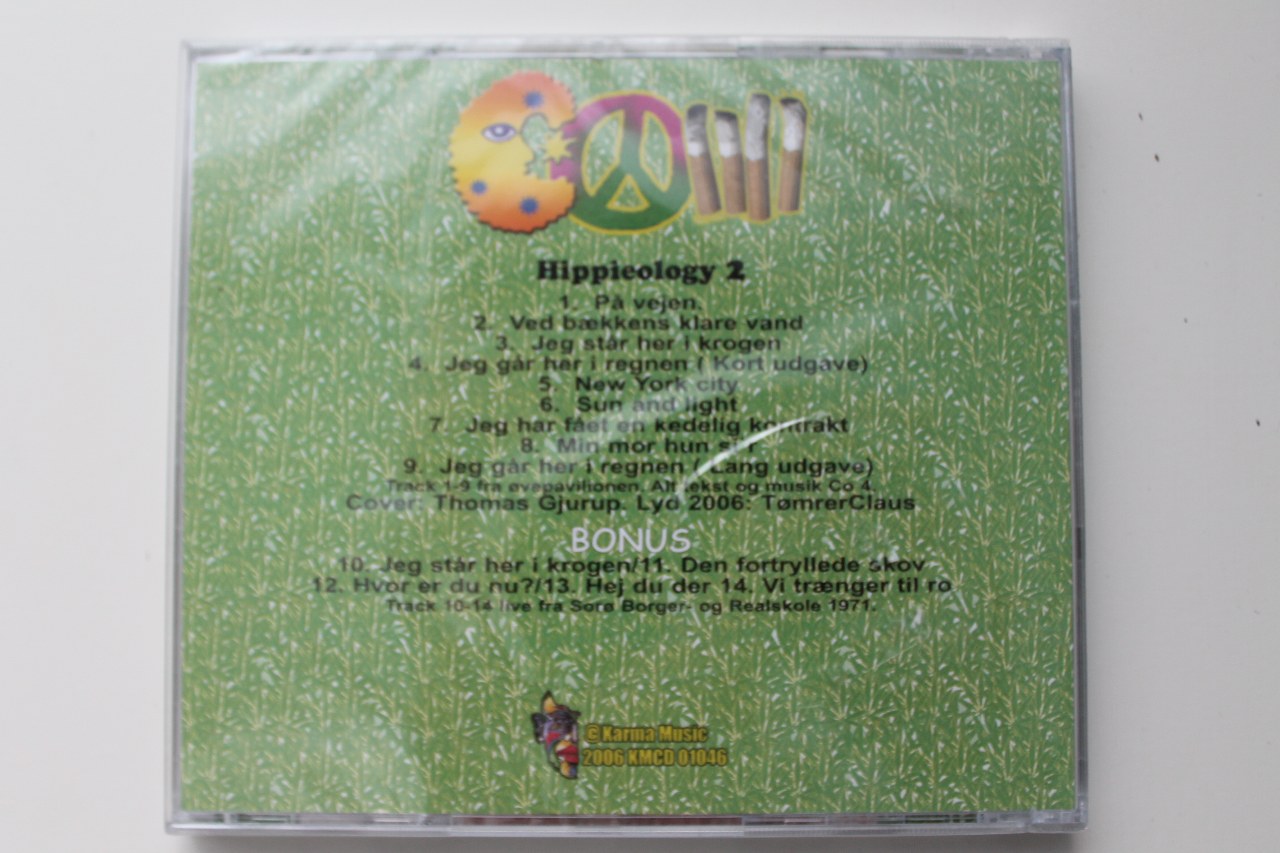 CO IIII
Hippieology 2
1. På vejen.
2. Ved bækkens klare vand
3. Jeg står her i krogen
4. Jeg går her i regnen ( Kort udgave)
5. New York city
6. Sun and light
7. Jeg har fået en kedelig kontrakt
8. Min mor hun si'r
9. Jeg går her i regnen ( Lang udgave)
Track 1-9 fra øvepavilionen. Alt tekst og musik Co 4.
Cover: Thomas Gjurup. Lyd 2006: TømrerClaus
BONUS
10. Jeg står her i krogen/11. Den fortryllede skov
12. Hvor er du nu?/13. Hej du der 14. Vi trænger til ro
Track 10-14 live fra Sorø Borger- og Realskole 1971.
© Karma Music
2006 KMCD 01046